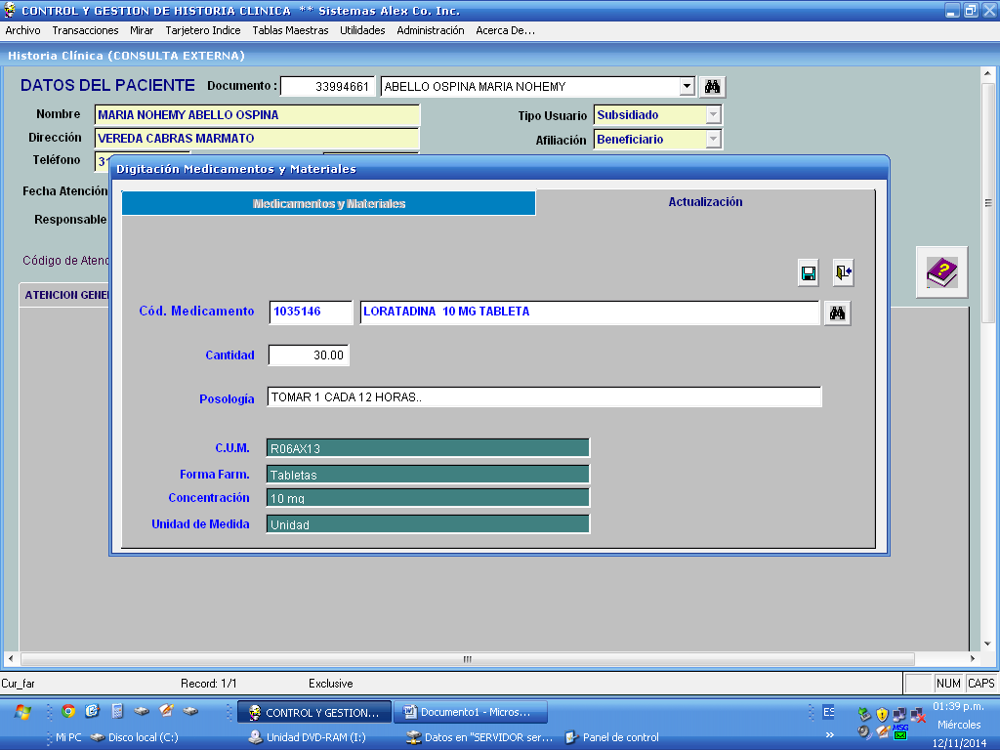 CONTROL Y GESTION DE HISTORIA CLINICA ** Sistemas Alex Co. Inc.
Archivo Transacciones Mirar Tarjetero Indice Tablas Maestras Utilidades Administración Acerca De...
Historia Clínica (CONSULTA EXTERNA)
DATOS DEL PACIENTE Documento : 33994661 ABELLO OSPINA MARIA NOHEMY
Nombre MARIA NOHEMY ABELLO OSPINA Tipo Usuario Subsidiado
Dirección VEREDA CABRAS MARMATO Afiliación Beneficiario
Teléfono 31
Digitación Medicamentos y Materiales
Fecha Atención
Medicamentos y Materiales Actualización
Responsable
Código de Atenc
ATENCION GENE
Cód. Medicamento 1035146 LORATADINA 10 MG TABLETA
Cantidad 30.00
Posología TOMAR 1 CADA 12 HORAS..
C.U.M. R06AX13
Forma Farm. Tabletas
Concentración 10 mg
Unidad de Medida Unidad
Cur_far Record: 1/1 Exclusive NUM CAPS
CONTROL Y GESTION... Documento1 - Micros... ES 01:39 p.m.
Mi PC Disco local (C:) Unidad DVD-RAM (I:) Datos en "SERVIDOR ser... Panel de control » MSG Miércoles
12/11/2014